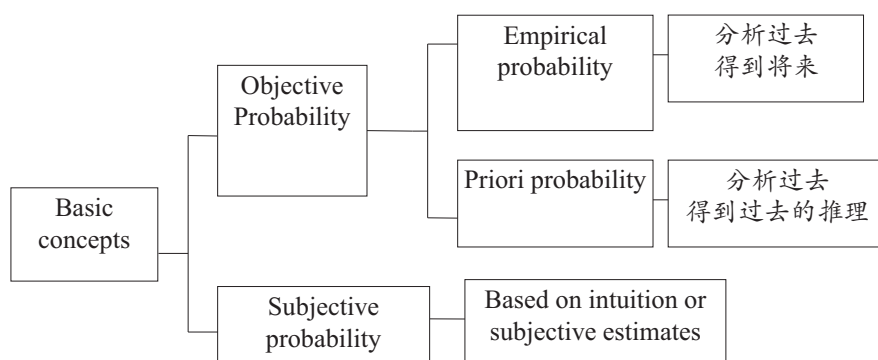 Empirical
probability
分析过去
得到将来
Objective
Probability
Priori probability
分析过去
得到过去的推理
Basic
concepts
Subjective
probability
Based on intuition or
subjective estimates